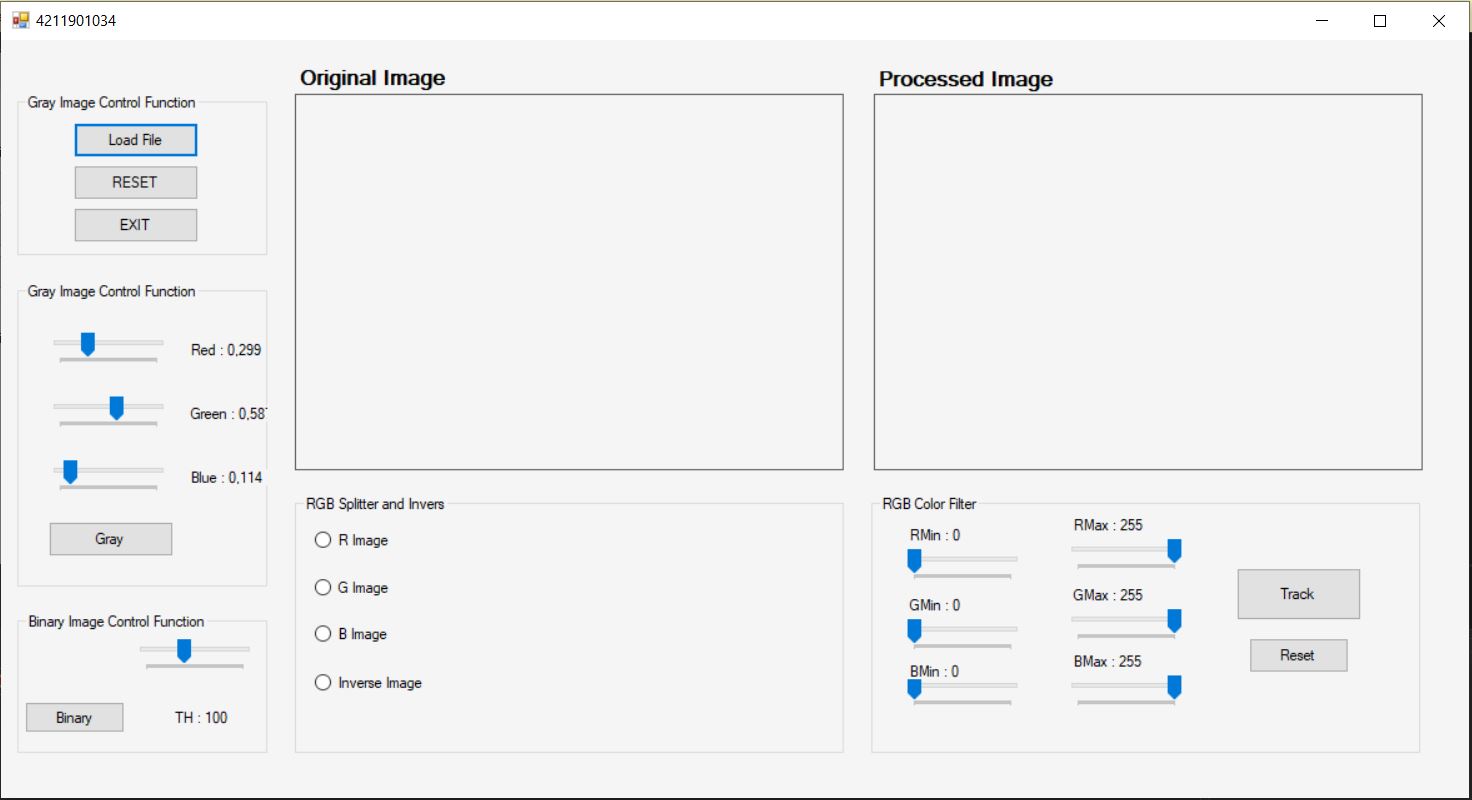 4211901034
Original Image
Processed Image
Gray Image Control Function
Load File
RESET
EXIT
Gray Image Control Function
Red : 0,299
Green : 0,58
Blue : 0,114
Gray
Binary Image Control Function
Binary
TH : 100
RGB Splitter and Invers
R Image
G Image
B Image
Inverse Image
RGB Color Filter
RMin : 0
RMax : 255
GMin : 0
GMax : 255
BMin : 0
BMax : 255
Track
Reset